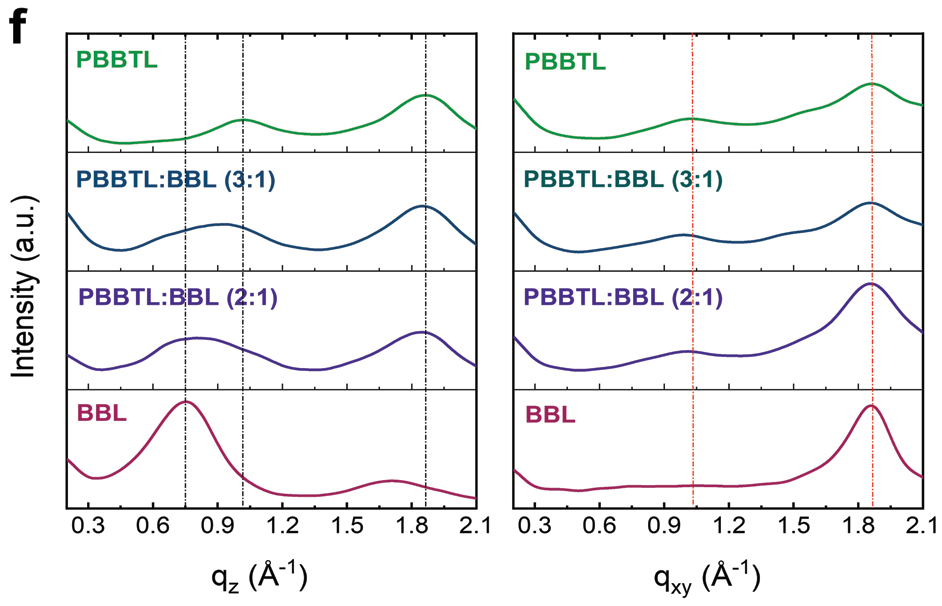 f
Intensity (a.u.)
PBBTL
PBBTL:BBL (3:1)
PBBTL:BBL (2:1)
BBL
0.3 0.6 0.9 1.2 1.5 1.8 2.1
qz (Å-1)
PBBTL
PBBTL:BBL (3:1)
PBBTL:BBL (2:1)
BBL
0.3 0.6 0.9 1.2 1.5 1.8 2.1
qxy (Å-1)